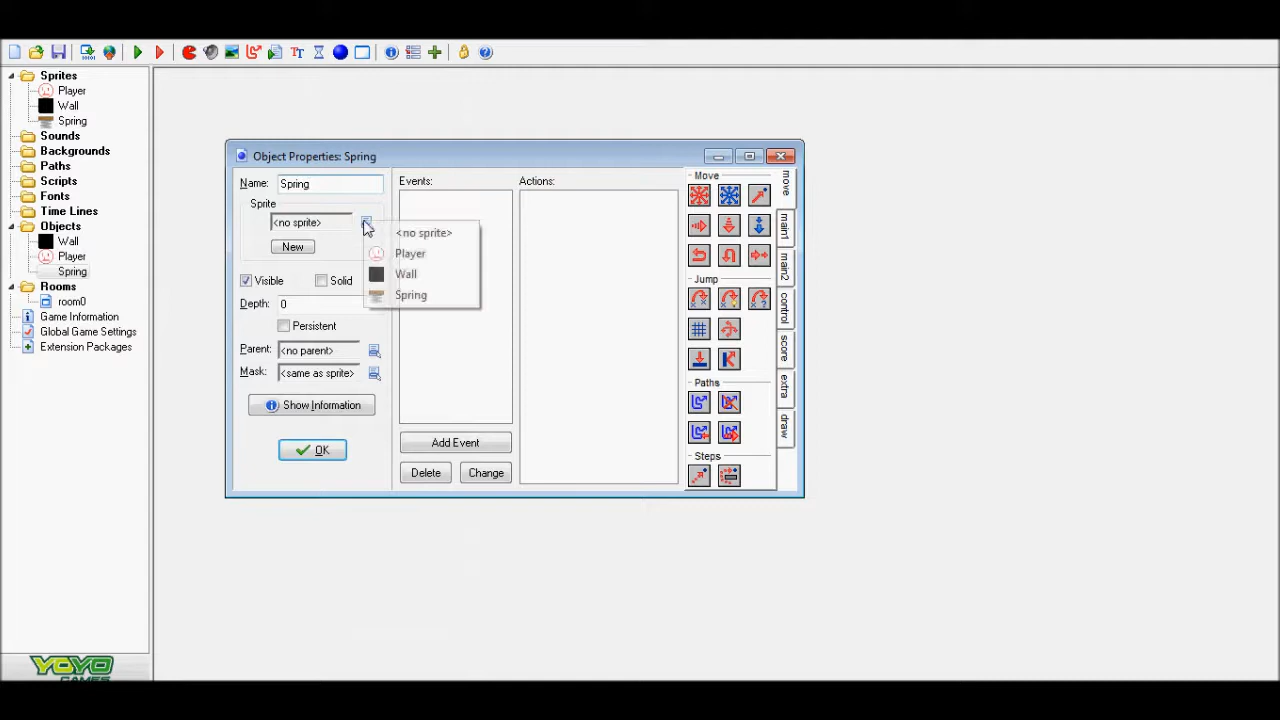 Sprites
Player
Wall
Spring
Sounds
Backgrounds
Paths
Scripts
Fonts
Time Lines
Objects
Wall
Player
Spring
Rooms
room0
Game Information
Global Game Settings
Extension Packages
YOYO
GAMES
Object Properties: Spring
Name: Spring
Sprite
<no sprite>
New
Visible Solid
Depth: 0
Persistent
Parent: <no parent>
Mask: <same as sprite>
Show Information
OK
<no sprite>
Player
Wall
Spring
Events:
Add Event
Delete Change
Actions:
Move
Jump
Paths
Steps
move
main1
main2
control
score
extra
draw